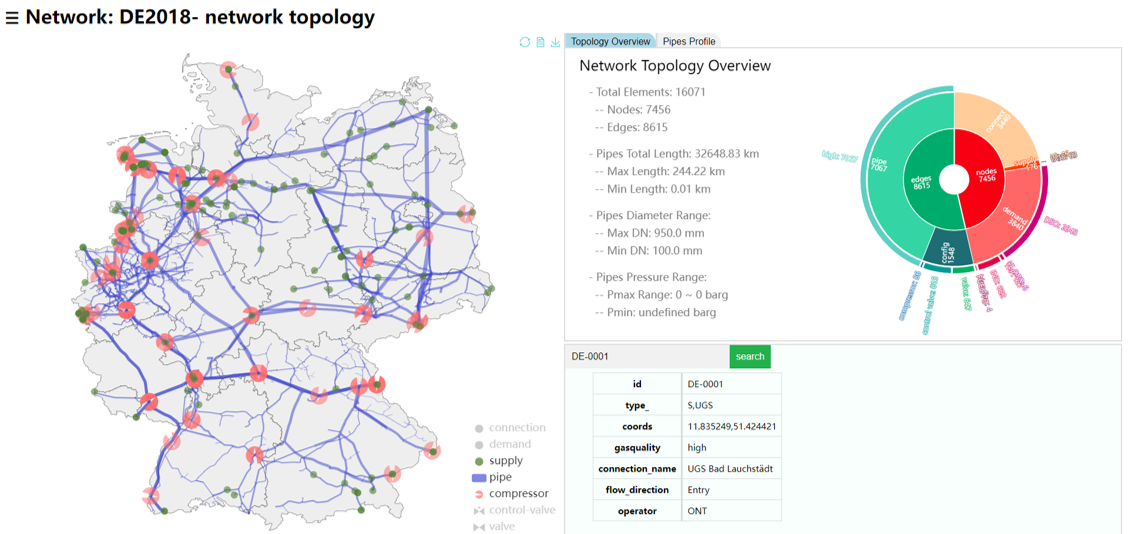 Network: DE2018- network topology
Topology Overview
Pipes Profile
Network Topology Overview
- Total Elements: 16071
-- Nodes: 7456
-- Edges: 8615
- Pipes Total Length: 32648.83 km
-- Max Length: 244.22 km
-- Min Length: 0.01 km
- Pipes Diameter Range:
-- Max DN: 950.0 mm
-- Min DN: 100.0 mm
- Pipes Pressure Range:
-- Pmax Range: 0 ~ 0 barg
-- Pmin: undefined barg
edges
8615
nodes
7456
pipe
7067
demand
3840
config
1548
connection
demand
supply
pipe
compressor
control-valve
valve
DE-0001
search
id DE-0001
type_ S,UGS
coords 11.835249,51.424421
gasquality high
connection_name UGS Bad Lauchstädt
flow_direction Entry
operator ONT